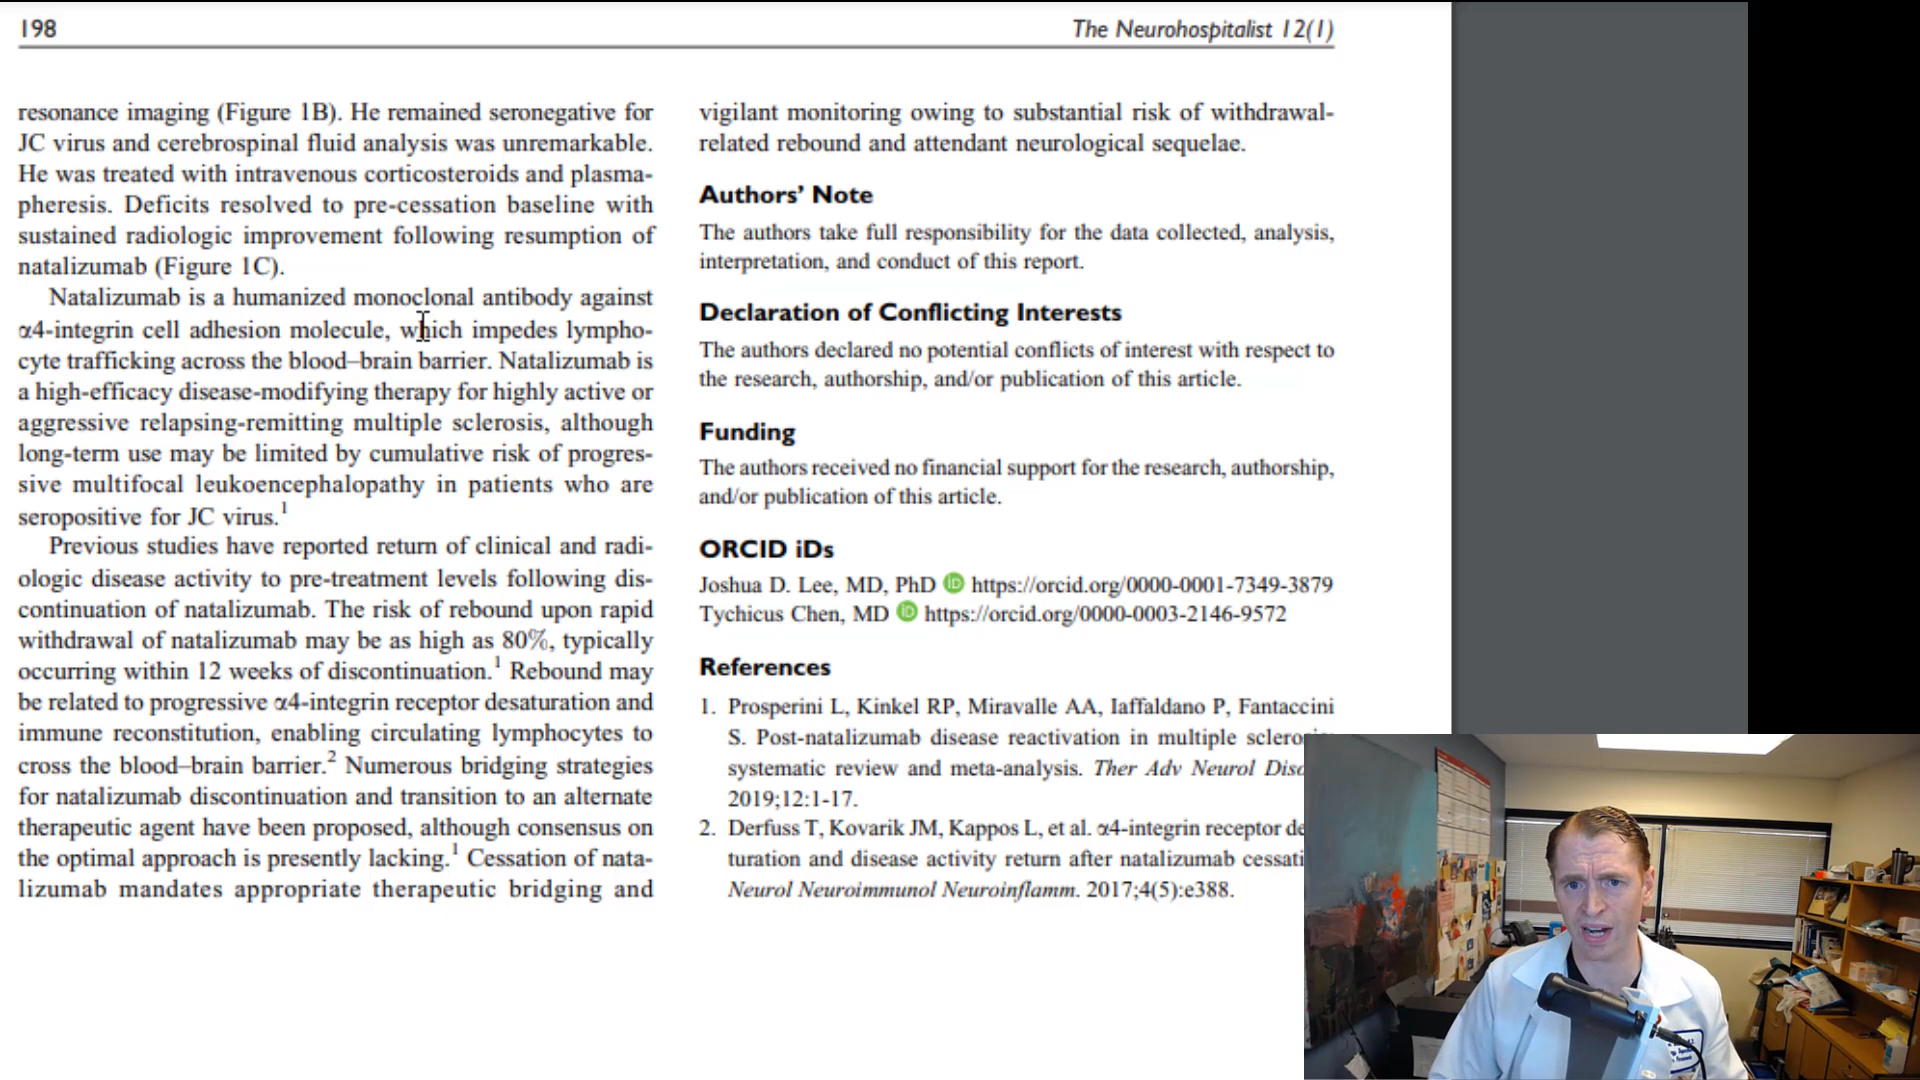 198
The Neurohospitalist 12(1)
resonance imaging (Figure 1B). He remained seronegative for
JC virus and cerebrospinal fluid analysis was unremarkable.
He was treated with intravenous corticosteroids and plasma-
pheresis. Deficits resolved to pre-cessation baseline with
sustained radiologic improvement following resumption of
natalizumab (Figure 1C).
Natalizumab is a humanized monoclonal antibody against
α4-integrin cell adhesion molecule, which impedes lympho-
cyte trafficking across the blood–brain barrier. Natalizumab is
a high-efficacy disease-modifying therapy for highly active or
aggressive relapsing-remitting multiple sclerosis, although
long-term use may be limited by cumulative risk of progres-
sive multifocal leukoencephalopathy in patients who are
seropositive for JC virus.1
Previous studies have reported return of clinical and radi-
ologic disease activity to pre-treatment levels following dis-
continuation of natalizumab. The risk of rebound upon rapid
withdrawal of natalizumab may be as high as 80%, typically
occurring within 12 weeks of discontinuation.1 Rebound may
be related to progressive α4-integrin receptor desaturation and
immune reconstitution, enabling circulating lymphocytes to
cross the blood–brain barrier.2 Numerous bridging strategies
for natalizumab discontinuation and transition to an alternate
therapeutic agent have been proposed, although consensus on
the optimal approach is presently lacking.1 Cessation of nata-
lizumab mandates appropriate therapeutic bridging and
vigilant monitoring owing to substantial risk of withdrawal-
related rebound and attendant neurological sequelae.
Authors' Note
The authors take full responsibility for the data collected, analysis,
interpretation, and conduct of this report.
Declaration of Conflicting Interests
The authors declared no potential conflicts of interest with respect to
the research, authorship, and/or publication of this article.
Funding
The authors received no financial support for the research, authorship,
and/or publication of this article.
ORCID iDs
Joshua D. Lee, MD, PhD iD https://orcid.org/0000-0001-7349-3879
Tychicus Chen, MD iD https://orcid.org/0000-0003-2146-9572
References
1. Prosperini L, Kinkel RP, Miravalle AA, Iaffaldano P, Fantaccini
S. Post-natalizumab disease reactivation in multiple
systematic review and meta-analysis. Ther Adv Neurol
2019;12:1-17.
2. Derfuss T, Kovarik JM, Kappos L, et al. α4-integrin receptor
turation and disease activity return after natalizumab
Neurol Neuroimmunol Neuroinflamm. 2017;4(5):e388.